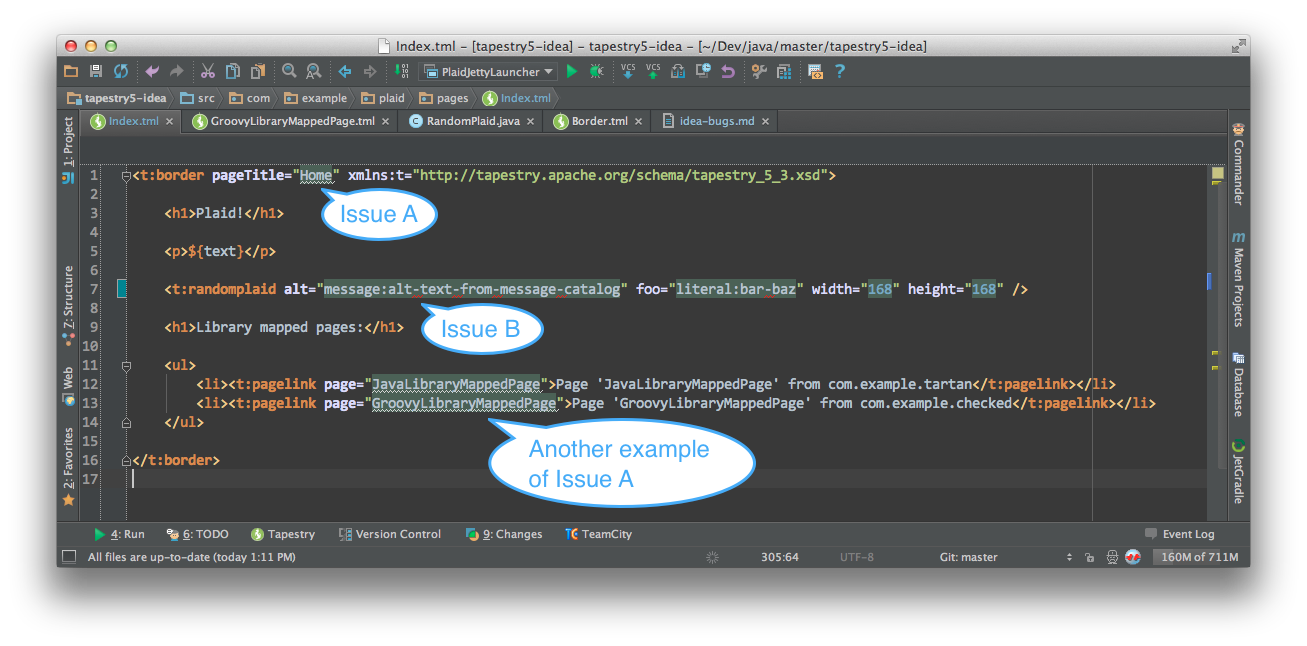 Index.tml - [tapestry5-idea] - tapestry5-idea - [~/Dev/java/master/tapestry5-idea]
PlaidJettyLauncher VCS VCS ?
tapestry5-idea src com example plaid pages Index.tml
Index.tml × GroovyLibraryMappedPage.tml × C RandomPlaid.java × Border.tml × idea-bugs.md ×
1: Project
Z: Structure
Web
2: Favorites
1 <t:border pageTitle="Home" xmlns:t="http://tapestry.apache.org/schema/tapestry_5_3.xsd">
2
Issue A
3 <h1>Plaid!</h1>
4
5 <p>${text}</p>
6
7 <t:randomplaid alt="message:alt-text-from-message-catalog" foo="literal:bar-baz" width="168" height="168" />
8
Issue B
9 <h1>Library mapped pages:</h1>
10
11 <ul>
12 <li><t:pagelink page="JavaLibraryMappedPage">Page 'JavaLibraryMappedPage' from com.example.tartan</t:pagelink></li>
13 <li><t:pagelink page="GroovyLibraryMappedPage">Page 'GroovyLibraryMappedPage' from com.example.checked</t:pagelink></li>
14 </ul>
Another example
of Issue A
15
16 </t:border>
17
Commander
m Maven Projects
Database
JetGradle
4: Run 6: TODO Tapestry Version Control 9: Changes TC TeamCity Event Log
All files are up-to-date (today 1:11 PM) 305:64 UTF-8 Git: master 160M of 711M